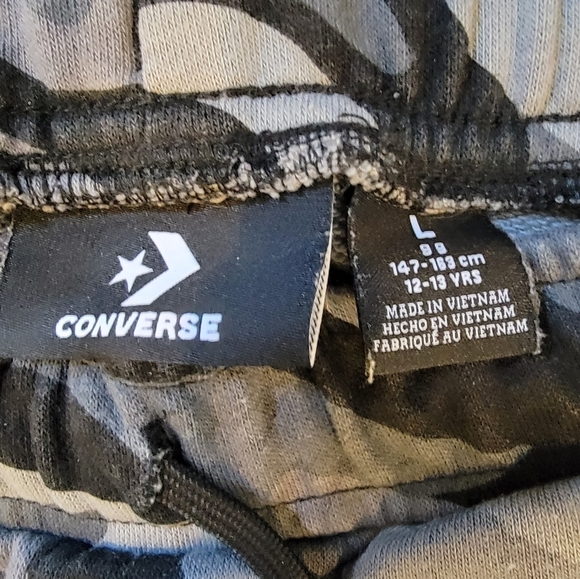 CONVERSE
L
147-163 cm
12-13 YRS
MADE IN VIETNAM
HECHO EN VIETNAM
FABRIQUÉ AU VIETNAM